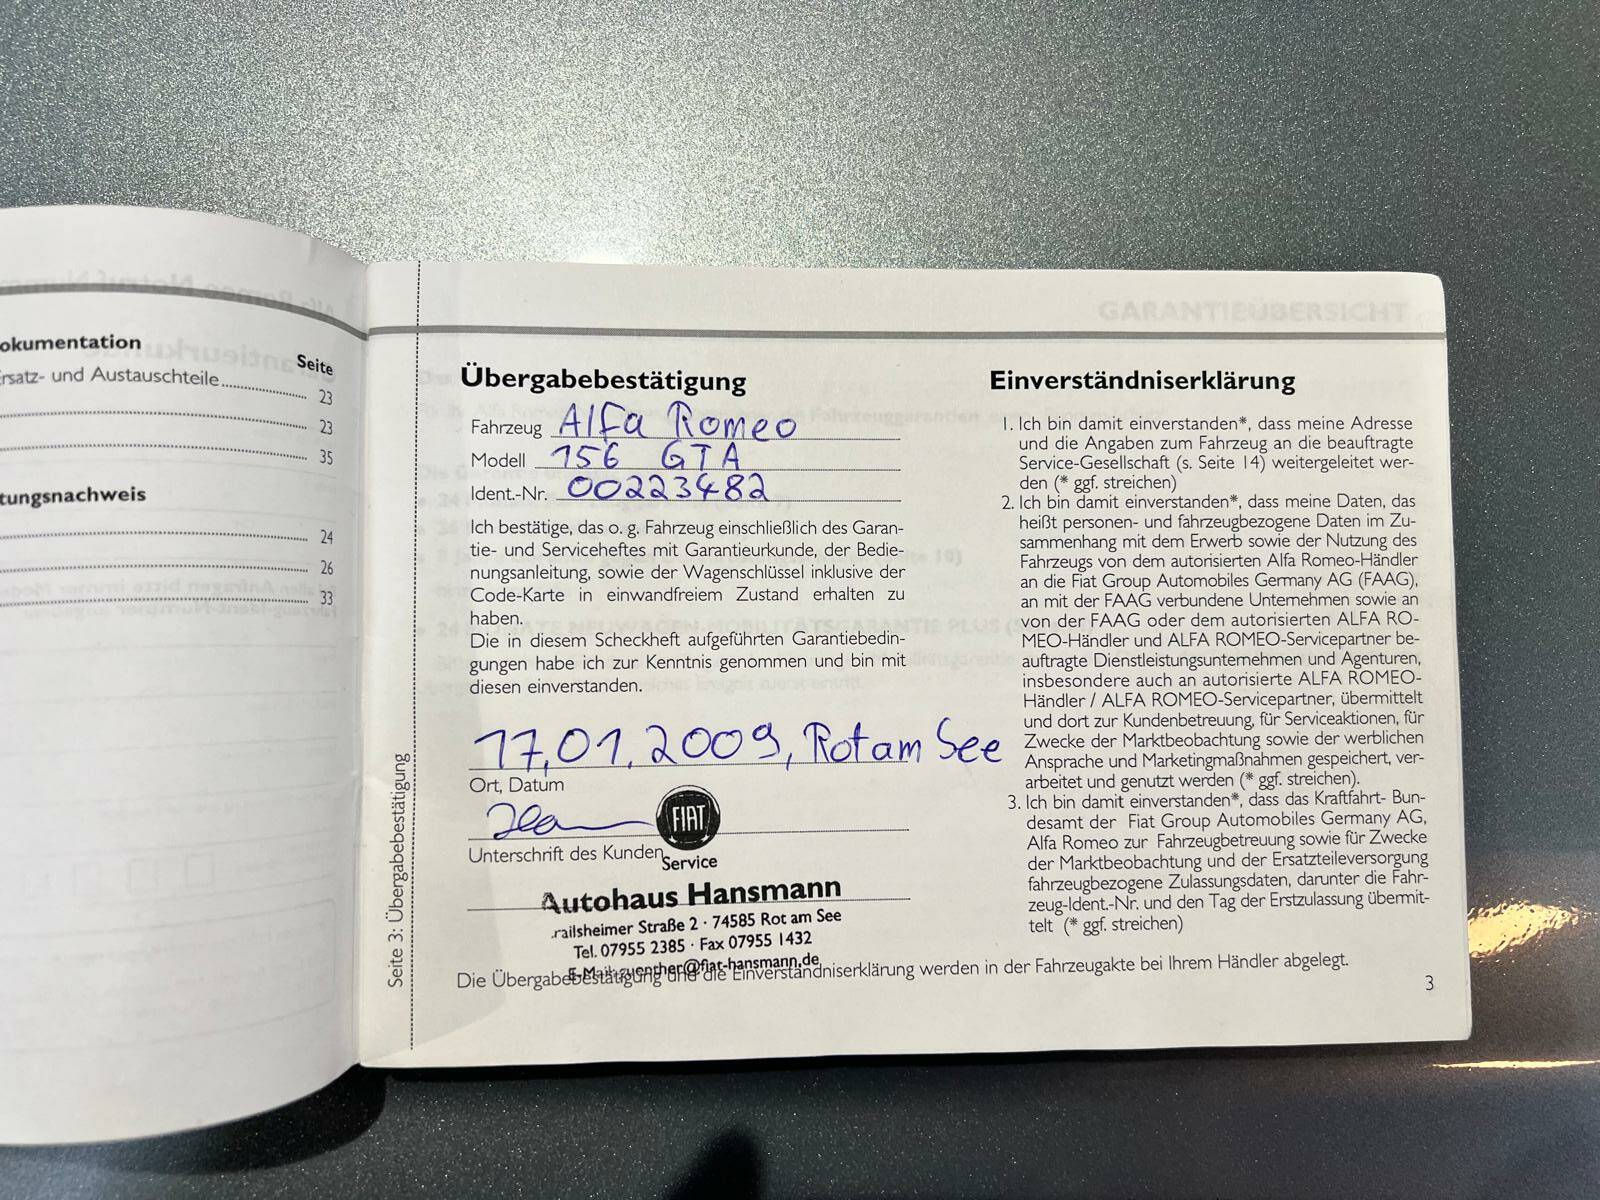 okumentation
Seite
rsatz- und Austauschteile 23
23
35
tungsnachweis
24
26
33
GARANTIEÜBERSICHT
Seite 3: Übergabebestätigung
Übergabebestätigung
Fahrzeug Alfa Romeo
Modell 156 GTA
Ident.-Nr. 00223482
Ich bestätige, das o. g. Fahrzeug einschließlich des Garan-
tie- und Serviceheftes mit Garantieurkunde, der Bedie-
nungsanleitung, sowie der Wagenschlüssel inklusive der
Code-Karte in einwandfreiem Zustand erhalten zu
haben.
Die in diesem Scheckheft aufgeführten Garantiebedin-
gungen habe ich zur Kenntnis genommen und bin mit
diesen einverstanden.
17.01.2009, Rot am See
Ort, Datum
FIAT
Unterschrift des Kunden
Service
Autohaus Hansmann
railsheimer Straße 2 · 74585 Rot am See
Tel. 07955 2385 · Fax 07955 1432
E-Mail: guenther@fiat-hansmann.de
Einverständniserklärung
1. Ich bin damit einverstanden*, dass meine Adresse
und die Angaben zum Fahrzeug an die beauftragte
Service-Gesellschaft (s. Seite 14) weitergeleitet wer-
den (* ggf. streichen)
2. Ich bin damit einverstanden*, dass meine Daten, das
heißt personen- und fahrzeugbezogene Daten im Zu-
sammenhang mit dem Erwerb sowie der Nutzung des
Fahrzeugs von dem autorisierten Alfa Romeo-Händler
an die Fiat Group Automobiles Germany AG (FAAG),
an mit der FAAG verbundene Unternehmen sowie an
von der FAAG oder dem autorisierten ALFA RO-
MEO-Händler und ALFA ROMEO-Servicepartner be-
auftragte Dienstleistungsunternehmen und Agenturen,
insbesondere auch an autorisierte ALFA ROMEO-
Händler / ALFA ROMEO-Servicepartner, übermittelt
und dort zur Kundenbetreuung, für Serviceaktionen, für
Zwecke der Marktbeobachtung sowie der werblichen
Ansprache und Marketingmaßnahmen gespeichert, ver-
arbeitet und genutzt werden (* ggf. streichen).
3. Ich bin damit einverstanden*, dass das Kraftfahrt- Bun-
desamt der Fiat Group Automobiles Germany AG,
Alfa Romeo zur Fahrzeugbetreuung sowie für Zwecke
der Marktbeobachtung und der Ersatzteileversorgung
fahrzeugbezogene Zulassungsdaten, darunter die Fahr-
zeug-Ident.-Nr. und den Tag der Erstzulassung übermit-
telt (* ggf. streichen)
Die Übergabebestätigung und die Einverständniserklärung werden in der Fahrzeugakte bei Ihrem Händler abgelegt.
3